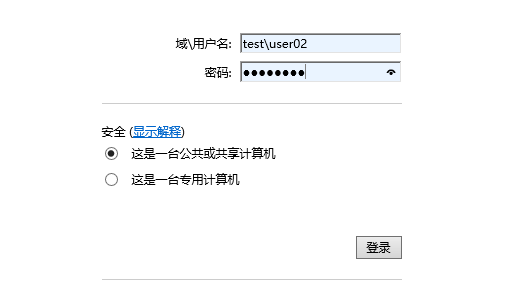 域\用户名: test\user02
密码: ●●●●●●●●
安全 (显示解释)
这是一台公共或共享计算机
这是一台专用计算机
登录